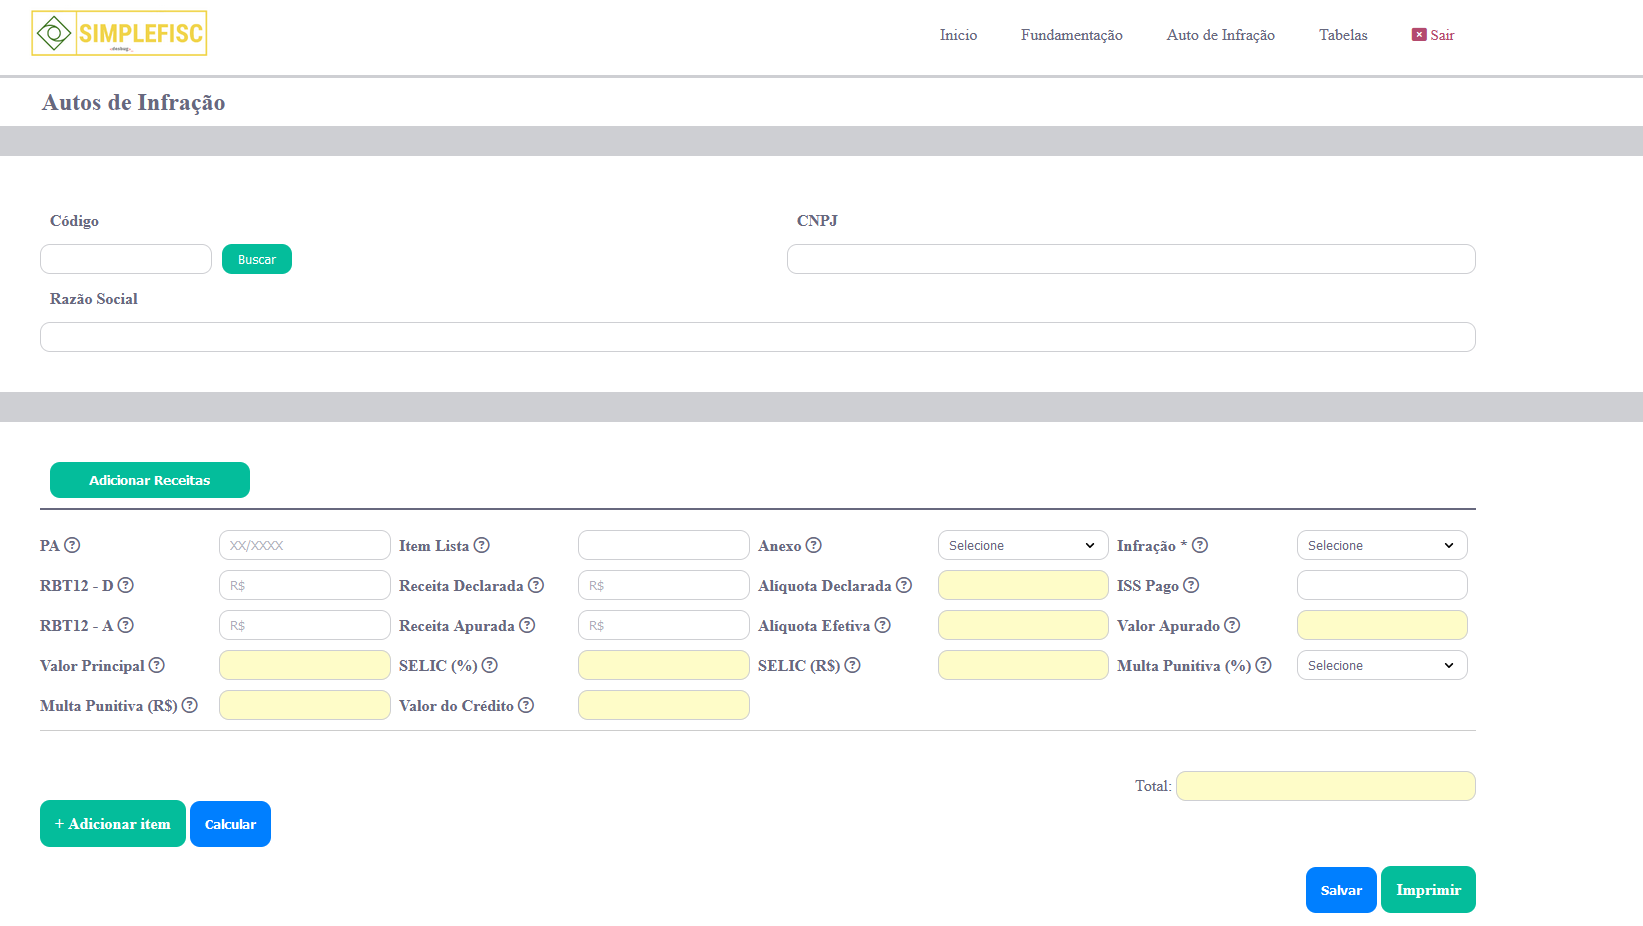 SIMPLEFISC
Inicio Fundamentação Auto de Infração Tabelas Sair
Autos de Infração
Código CNPJ
Buscar
Razão Social
Adicionar Receitas
PA XX/XXXX Item Lista Anexo Selecione Infração * Selecione
RBT12 - D R$ Receita Declarada R$ Alíquota Declarada ISS Pago
RBT12 - A R$ Receita Apurada R$ Alíquota Efetiva Valor Apurado
Valor Principal SELIC (%) SELIC (R$) Multa Punitiva (%) Selecione
Multa Punitiva (R$) Valor do Crédito
Total:
+ Adicionar item Calcular
Salvar Imprimir